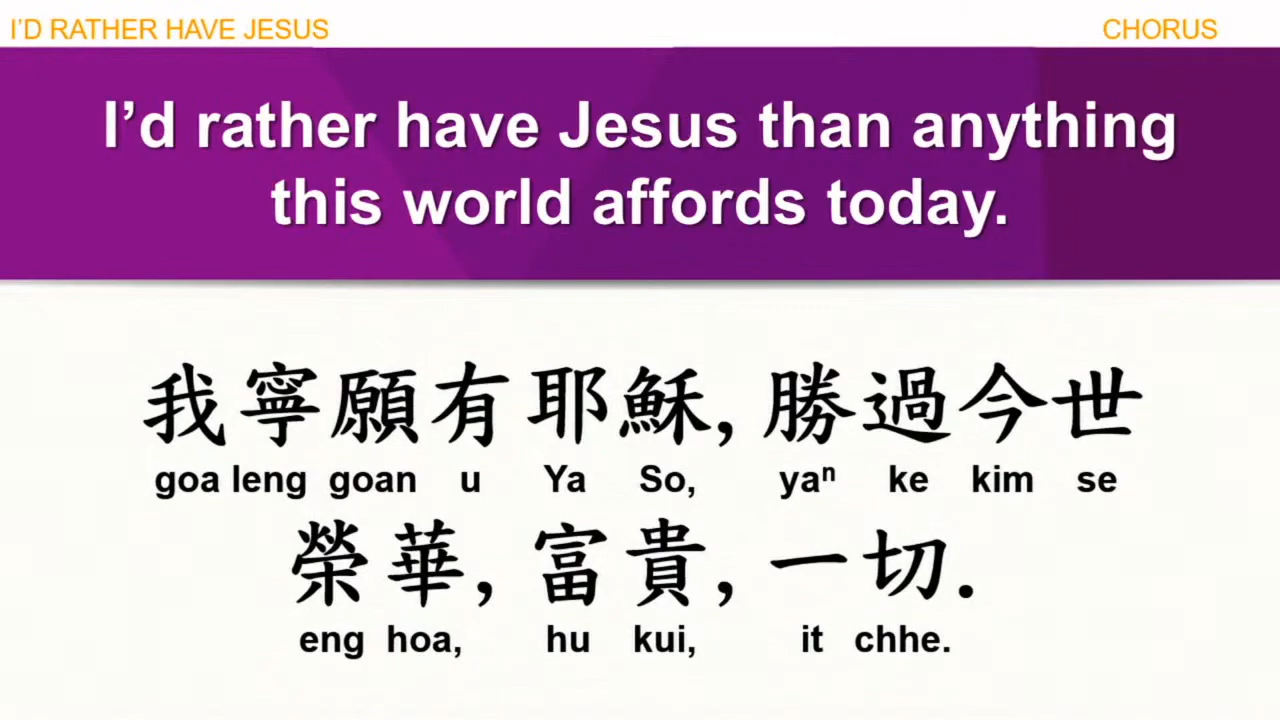 I’D RATHER HAVE JESUS
CHORUS
I’d rather have Jesus than anything
this world affords today.
我寧願有耶穌, 勝過今世
goa leng goan u Ya So, yaⁿ ke kim se
榮華, 富貴, 一切.
eng hoa, hu kui, it chhe.